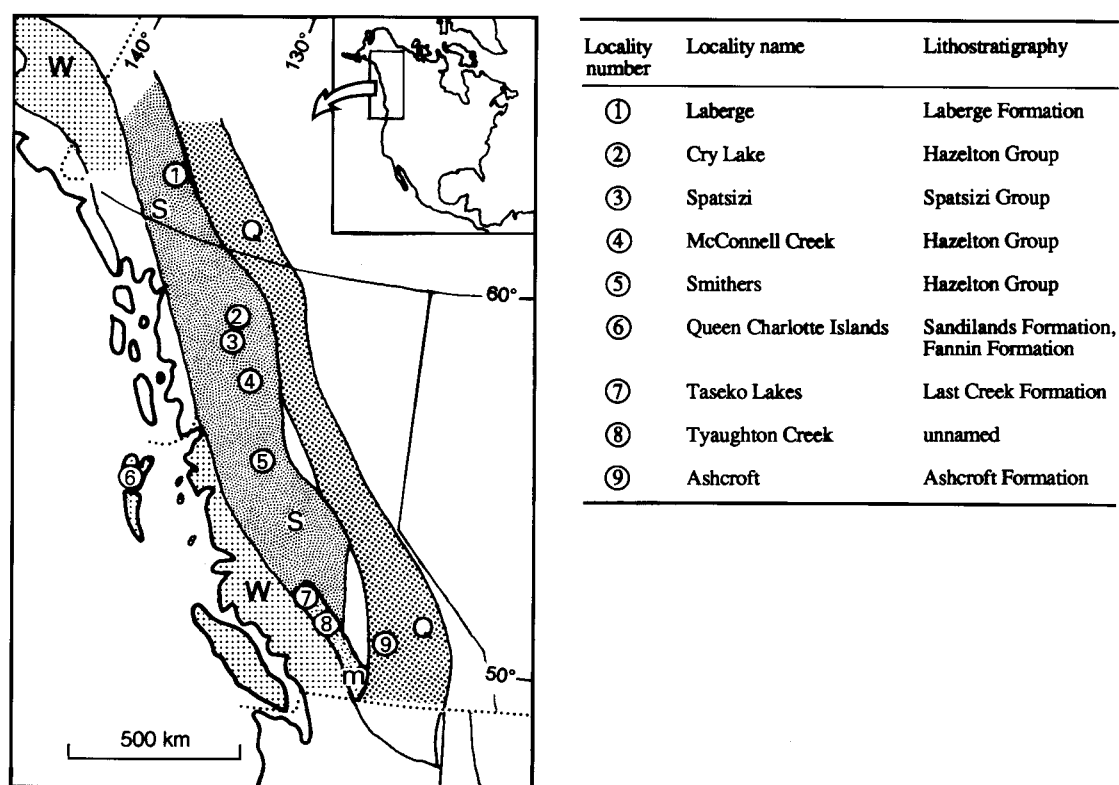 140°
130°
W
1
S
Q
2
3
60°
4
5
6
S
W
7
8
Q
9
m
50°
500 km
Locality number Locality name Lithostratigraphy
1 Laberge Laberge Formation
2 Cry Lake Hazelton Group
3 Spatsizi Spatsizi Group
4 McConnell Creek Hazelton Group
5 Smithers Hazelton Group
6 Queen Charlotte Islands Sandilands Formation,
Fannin Formation
7 Taseko Lakes Last Creek Formation
8 Tyaughton Creek unnamed
9 Ashcroft Ashcroft Formation